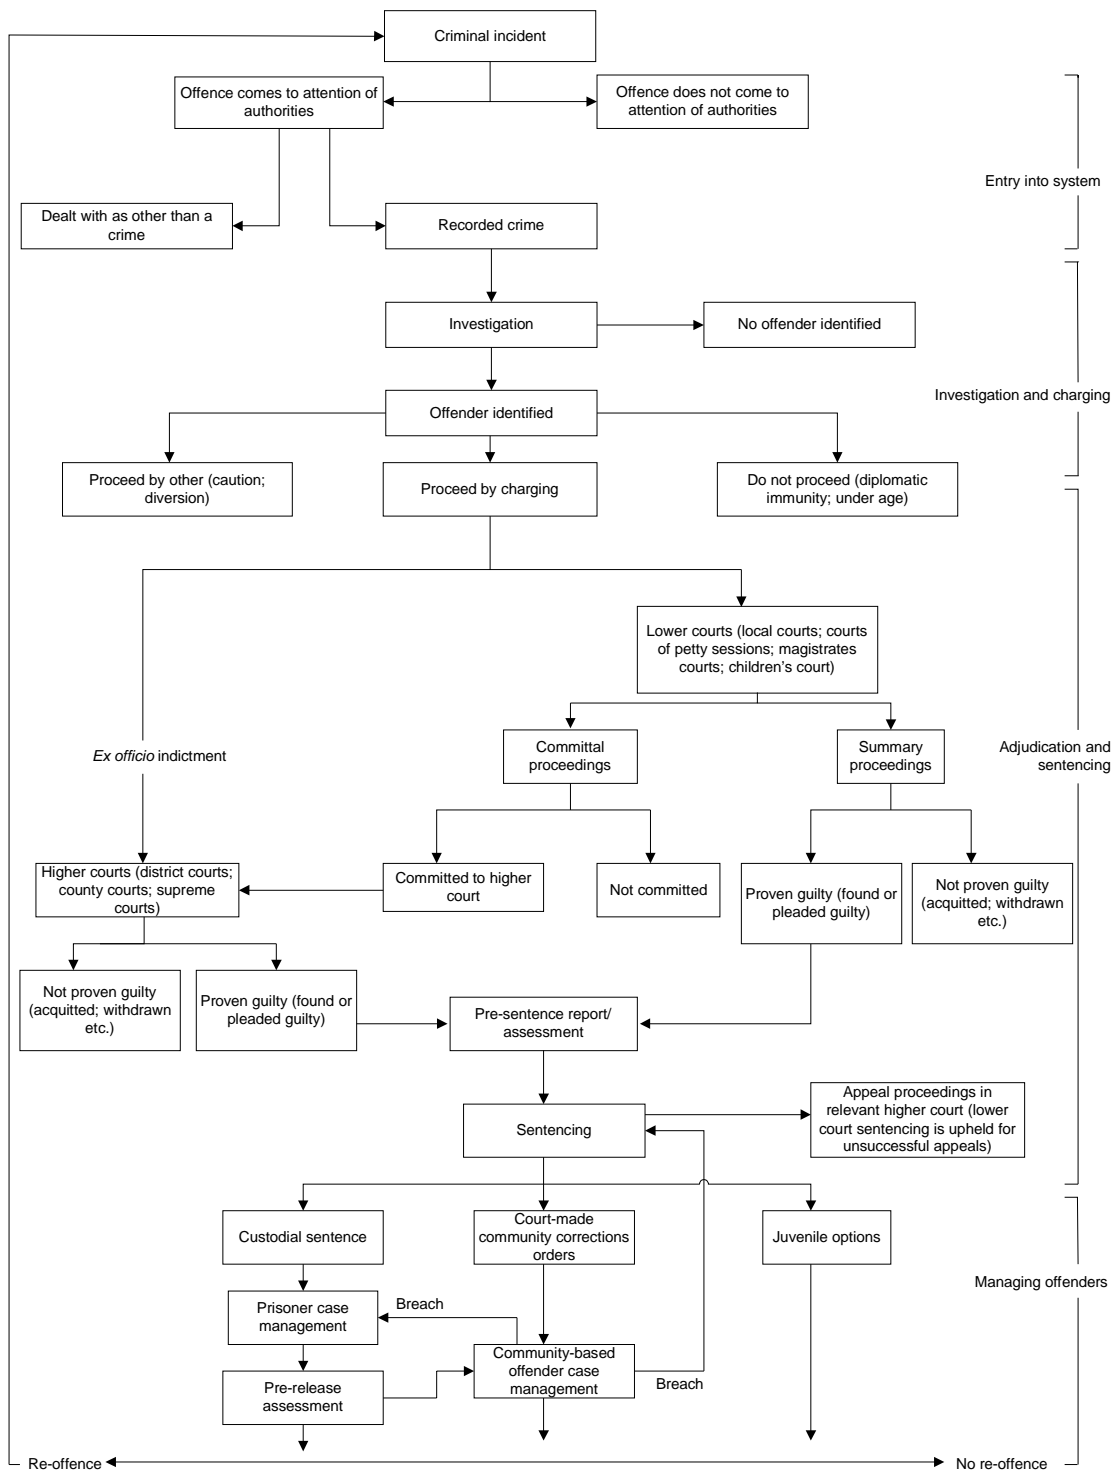 Criminal incident
Offence comes to attention of
authorities
Offence does not come to
attention of authorities
Entry into system
Dealt with as other than a
crime
Recorded crime
Investigation
No offender identified
Investigation and charging
Offender identified
Proceed by other (caution;
diversion)
Proceed by charging
Do not proceed (diplomatic
immunity; under age)
Lower courts (local courts; courts
of petty sessions; magistrates
courts; children's court)
Ex officio indictment
Committal
proceedings
Summary
proceedings
Adjudication and
sentencing
Higher courts (district courts;
county courts; supreme
courts)
Committed to higher
court
Not committed
Proven guilty (found or
pleaded guilty)
Not proven guilty
(acquitted; withdrawn
etc.)
Not proven guilty
(acquitted; withdrawn
etc.)
Proven guilty (found or
pleaded guilty)
Pre-sentence report/
assessment
Sentencing
Appeal proceedings in
relevant higher court (lower
court sentencing is upheld for
unsuccessful appeals)
Custodial sentence
Court-made
community corrections
orders
Juvenile options
Managing offenders
Prisoner case
management
Breach
Community-based
offender case
management
Breach
Pre-release
assessment
Re-offence
No re-offence